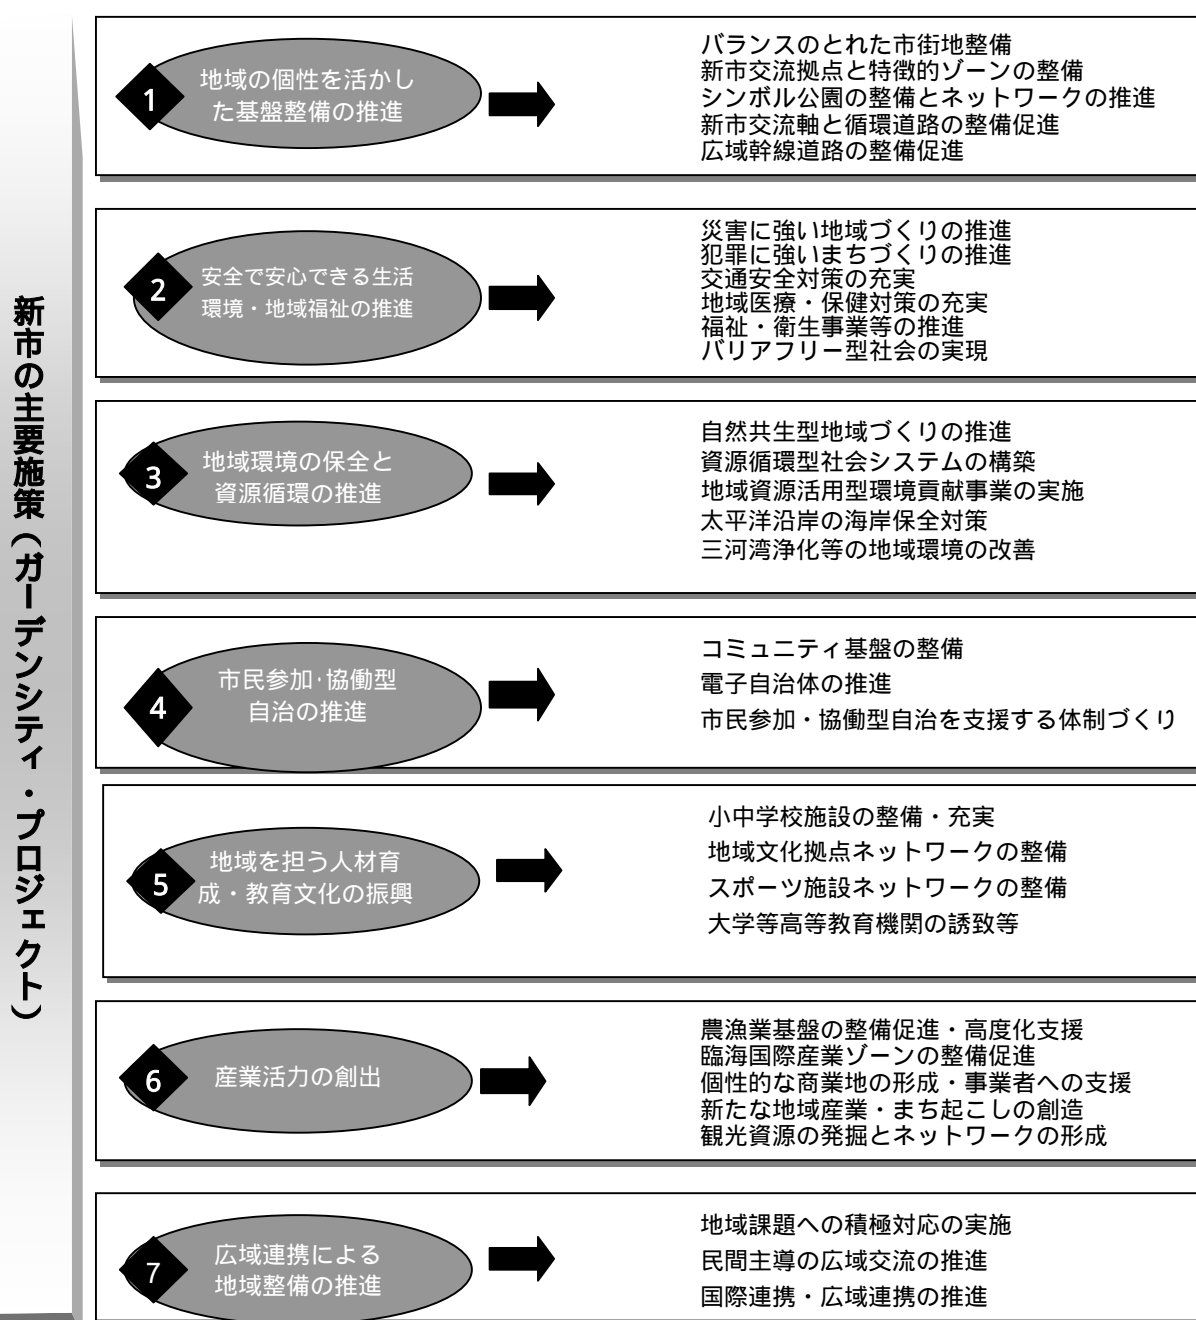 新市の主要施策（ガーデンシティ・プロジェクト）
1
地域の個性を活かし
た基盤整備の推進
バランスのとれた市街地整備
新市交流拠点と特徴的ゾーンの整備
シンボル公園の整備とネットワークの推進
新市交流軸と循環道路の整備促進
広域幹線道路の整備促進
2
安全で安心できる生活
環境・地域福祉の推進
災害に強い地域づくりの推進
犯罪に強いまちづくりの推進
交通安全対策の充実
地域医療・保健対策の充実
福祉・衛生事業等の推進
バリアフリー型社会の実現
3
地域環境の保全と
資源循環の推進
自然共生型地域づくりの推進
資源循環型社会システムの構築
地域資源活用型環境貢献事業の実施
太平洋沿岸の海岸保全対策
三河湾浄化等の地域環境の改善
4
市民参加･協働型
自治の推進
コミュニティ基盤の整備
電子自治体の推進
市民参加・協働型自治を支援する体制づくり
5
地域を担う人材育
成・教育文化の振興
小中学校施設の整備・充実
地域文化拠点ネットワークの整備
スポーツ施設ネットワークの整備
大学等高等教育機関の誘致等
6
産業活力の創出
農漁業基盤の整備促進・高度化支援
臨海国際産業ゾーンの整備促進
個性的な商業地の形成・事業者への支援
新たな地域産業・まち起こしの創造
観光資源の発掘とネットワークの形成
7
広域連携による
地域整備の推進
地域課題への積極対応の実施
民間主導の広域交流の推進
国際連携・広域連携の推進